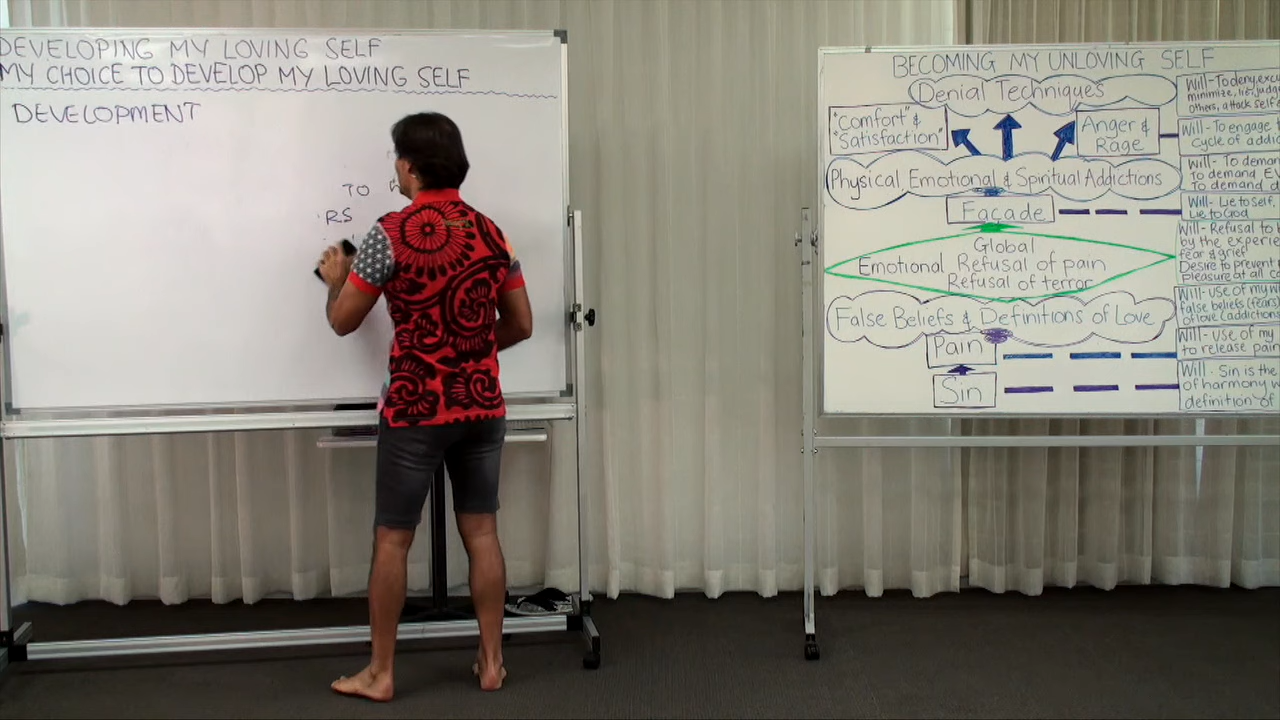 DEVELOPING MY LOVING SELF
MY CHOICE TO DEVELOP MY LOVING SELF
DEVELOPMENT
TO
RS
BECOMING MY UNLOVING SELF
Denial Techniques
"Comfort" &
"Satisfaction"
Anger &
Rage
Physical Emotional & Spiritual Addictions
Façade
Global
Emotional Refusal of pain
Refusal of terror
False Beliefs & Definitions of Love
Pain
Sin
Will - To deny,
minimize, lie, judge
others, attack self
Will - To engage
cycle of
Will - To
To demand
To demand
Will - Lie to self,
Lie to God
Will - Refusal to
by the
fear & grief
Desire to prevent
pleasure at all
Will - use of my
false beliefs (fears
of love (addictions
Will - use of my
to release pain
Will - Sin is the
of harmony
definition of